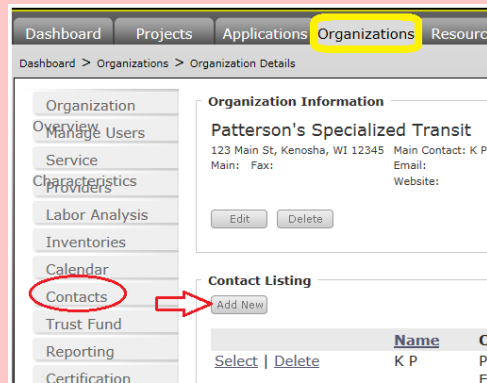 Dashboard Projects Applications Organizations Resourc
Dashboard > Organizations > Organization Details
Organization
Overview
Manage Users
Service
Characteristics
Providers
Labor Analysis
Inventories
Calendar
Contacts
Trust Fund
Reporting
Certification
Organization Information
Patterson's Specialized Transit
123 Main St, Kenosha, WI 12345 Main Contact: K P
Main: Fax: Email:
Website:
Edit Delete
Contact Listing
Add New
Name C
Select | Delete K P P
E